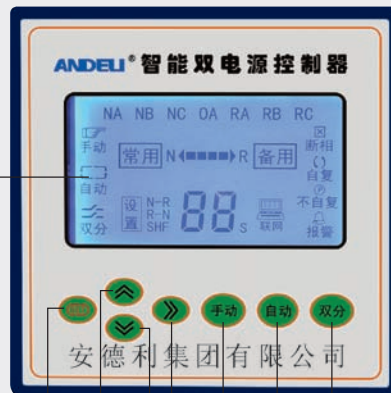 ANDELI® 智能双电源控制器
NA NB NC OA RA RB RC
手动
常用 N R 备用
断相
自动
自复
双分
设置
N-R
R-N
SHF
88 s
联网
不自复
报警
手动 自动 双分
安德利集团有限公司